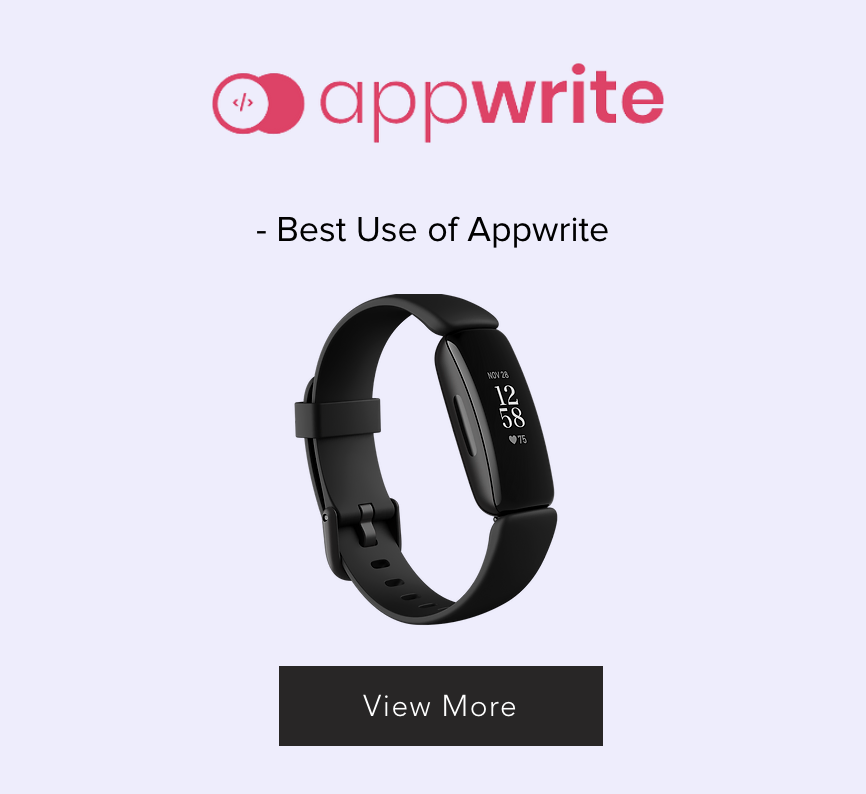 </> appwrite
- Best Use of Appwrite
NOV 28
12
58
75
View More